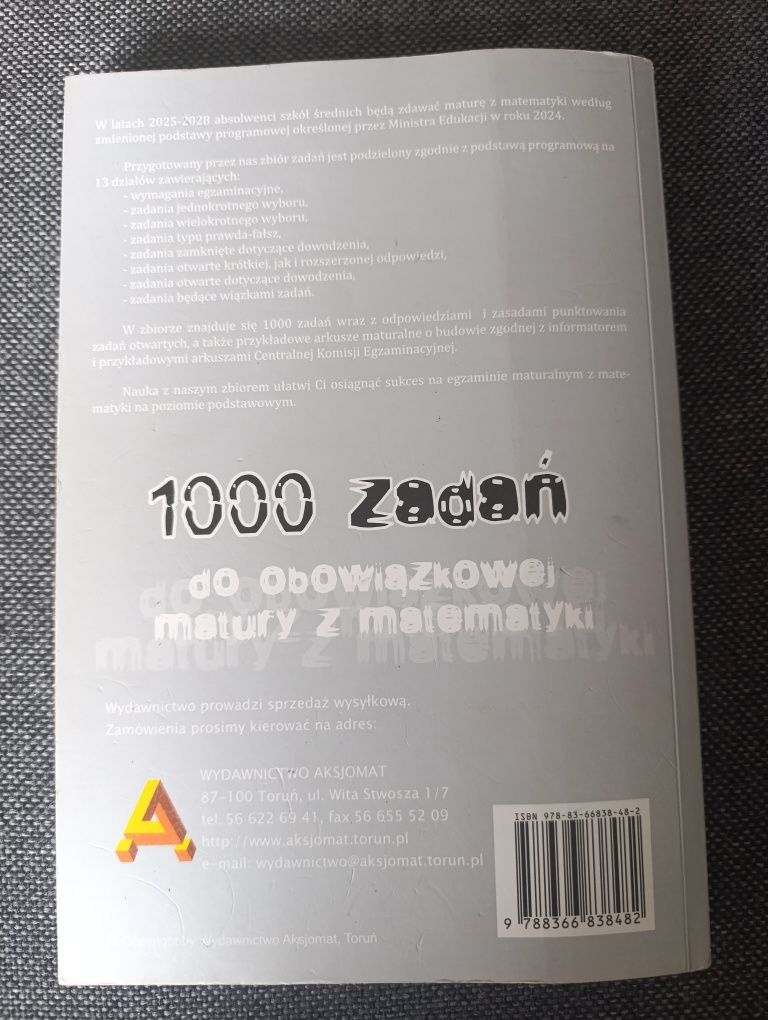 W latach 2025-2028 absolwenci szkół średnich będą zdawać maturę z matematyki według
zmienionej podstawy programowej określonej przez Ministra Edukacji w roku 2024.
Przygotowany przez nas zbiór zadań jest podzielony zgodnie z podstawą programową na
13 działów zawierających:
- wymagania egzaminacyjne,
- zadania jednokrotnego wyboru,
- zadania wielokrotnego wyboru,
- zadania typu prawda-fałsz,
- zadania zamknięte dotyczące dowodzenia,
- zadania otwarte krótkiej, jak i rozszerzonej odpowiedzi,
- zadania otwarte dotyczące dowodzenia,
- zadania będące wiązkami zadań.
W zbiorze znajduje się 1000 zadań wraz z odpowiedziami i zasadami punktowania
zadań otwartych, a także przykładowe arkusze maturalne o budowie zgodnej z informatorem
i przykładowymi arkuszami Centralnej Komisji Egzaminacyjnej.
Nauka z naszym zbiorem ułatwi Ci osiągnąć sukces na egzaminie maturalnym z mate-
matyki na poziomie podstawowym.
1000 zadań
do obowiązkowej
matury z matematyki
Wydawnictwo prowadzi sprzedaż wysyłkową.
Zamówienia prosimy kierować na adres:
WYDAWNICTWO AKSJOMAT
87-100 Toruń, ul. Wita Stwosza 1/7
tel. 56 622 69 41, fax 56 655 52 09
http://www.aksjomat.torun.pl
e-mail: wydawnictwo@aksjomat.torun.pl
ISBN 978-83-66838-48-2
9 788366 838482
Copyright by Wydawnictwo Aksjomat, Toruń